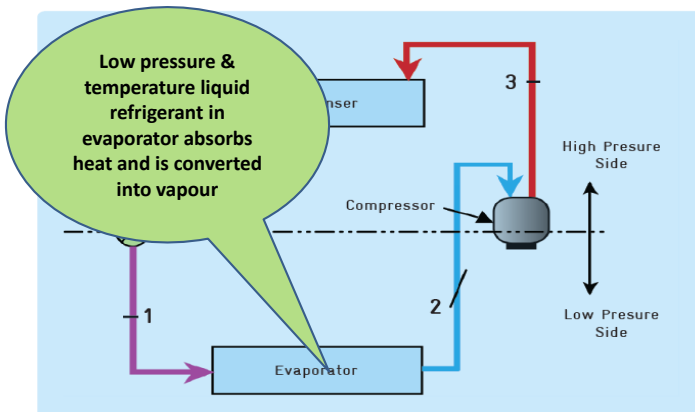 Low pressure &
temperature liquid
refrigerant in
evaporator absorbs
heat and is converted
into vapour
nser
3
High Presure
Side
Compressor
1
2
Low Presure
Side
Evaporator